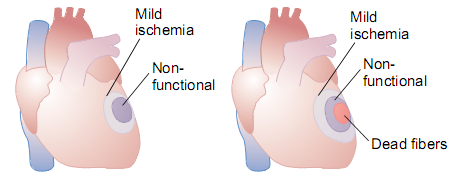 Mild
ischemia
Non-
functional
Mild
ischemia
Non-
functional
Dead fibers